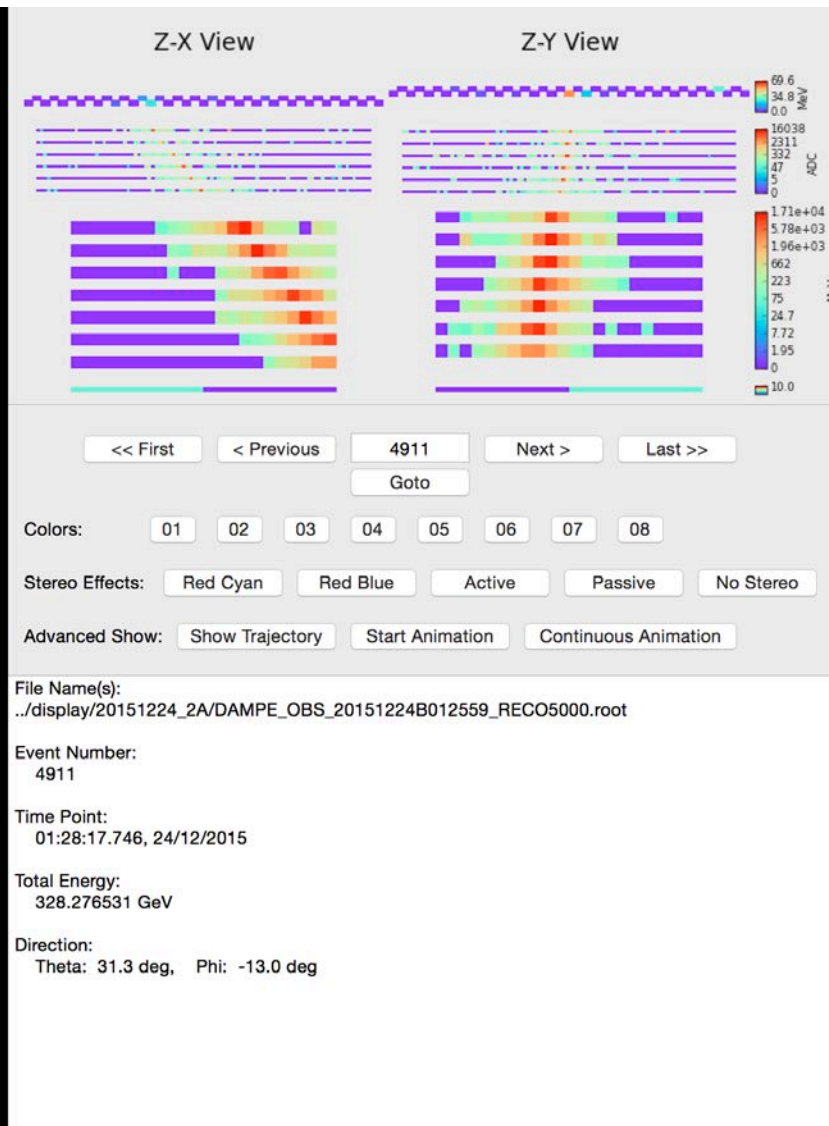 Z-X View
Z-Y View
69.6
34.8
0.0
MeV
16038
2311
332
47
5
0
ADC
1.71e+04
5.78e+03
1.96e+03
662
223
75
24.7
7.72
1.95
0
10.0
<< First
< Previous
4911
Next >
Last >>
Goto
Colors:
01
02
03
04
05
06
07
08
Stereo Effects:
Red Cyan
Red Blue
Active
Passive
No Stereo
Advanced Show:
Show Trajectory
Start Animation
Continuous Animation
File Name(s):
../display/20151224_2A/DAMPE_OBS_20151224B012559_RECO5000.root
Event Number:
4911
Time Point:
01:28:17.746, 24/12/2015
Total Energy:
328.276531 GeV
Direction:
Theta: 31.3 deg, Phi: -13.0 deg